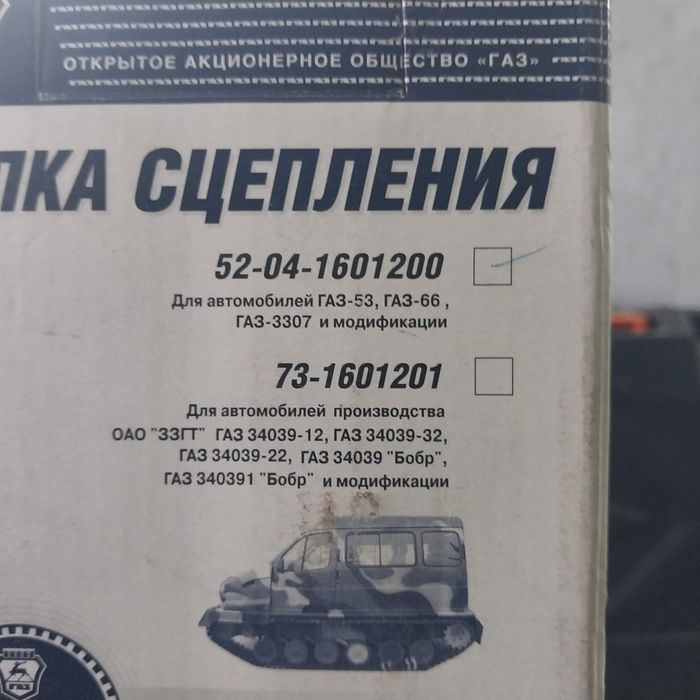 ОТКРЫТОЕ АКЦИОНЕРНОЕ ОБЩЕСТВО «ГАЗ»
ЛКА СЦЕПЛЕНИЯ
52-04-1601200
Для автомобилей ГАЗ-53, ГАЗ-66 ,
ГАЗ-3307 и модификации
73-1601201
Для автомобилей производства
ОАО "ЗЗГТ" ГАЗ 34039-12, ГАЗ 34039-32,
ГАЗ 34039-22, ГАЗ 34039 "Бобр",
ГАЗ 340391 "Бобр" и модификации
ГАЗ